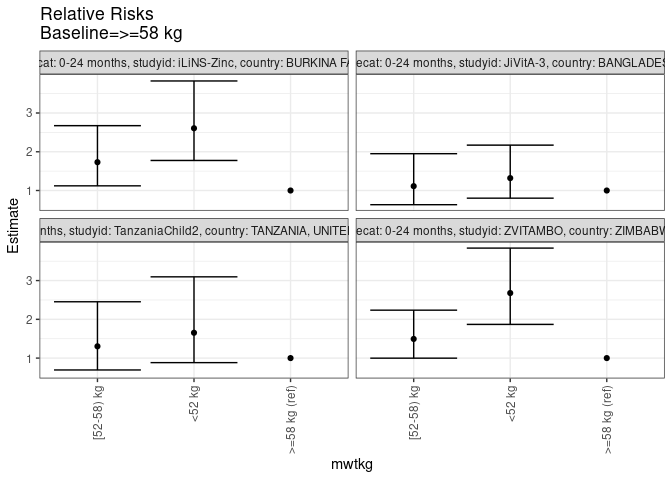 Relative Risks
Baseline=>=58 kg
ecat: 0-24 months, studyid: iLiNS-Zinc, country: BURKINA FA
ecat: 0-24 months, studyid: JiVitA-3, country: BANGLADES
3
2
1
nths, studyid: TanzaniaChild2, country: TANZANIA, UNITE
ecat: 0-24 months, studyid: ZVITAMBO, country: ZIMBABW
3
2
1
Estimate
[52-58) kg
<52 kg
>=58 kg (ref)
[52-58) kg
<52 kg
>=58 kg (ref)
mwtkg